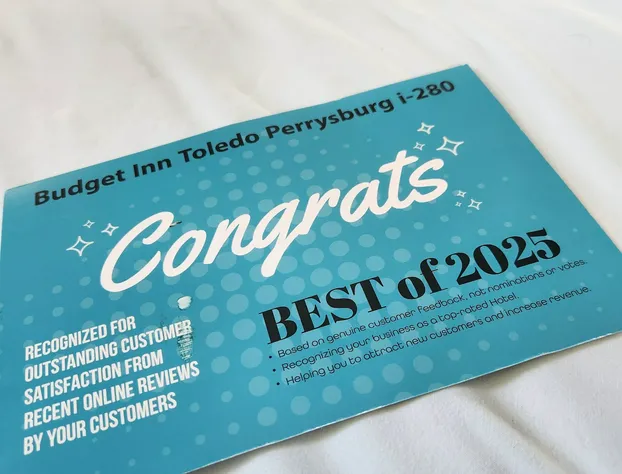 Budget Inn Toledo Perrysburg i-280
Congrats
BEST of 2025
• Based on genuine customer feedback, not nominations or votes.
• Recognizing your business as a top-rated Hotel
• Helping you to attract new customers and increase revenue.
RECOGNIZED FOR
OUTSTANDING CUSTOMER
SATISFACTION FROM
RECENT ONLINE REVIEWS
BY YOUR CUSTOMERS